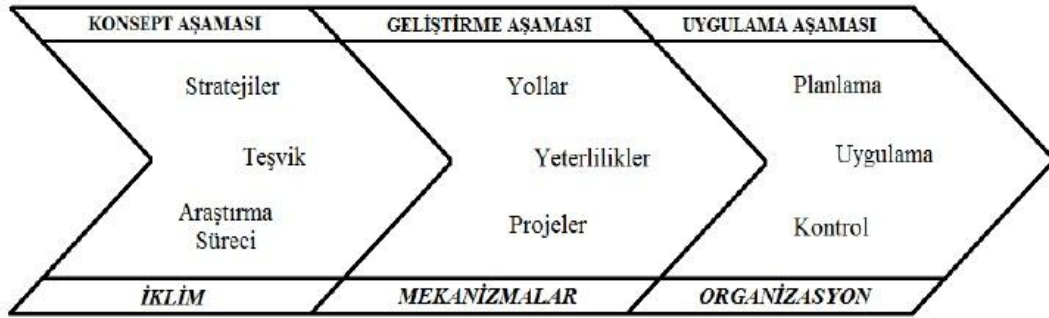 KONSEPT AŞAMASI
GELİŞTİRME AŞAMASI
UYGULAMA AŞAMASI
Stratejiler
Teşvik
Araştırma
Süreci
Yollar
Yeterlilikler
Projeler
Planlama
Uygulama
Kontrol
İKLİM
MEKANİZMALAR
ORGANİZASYON